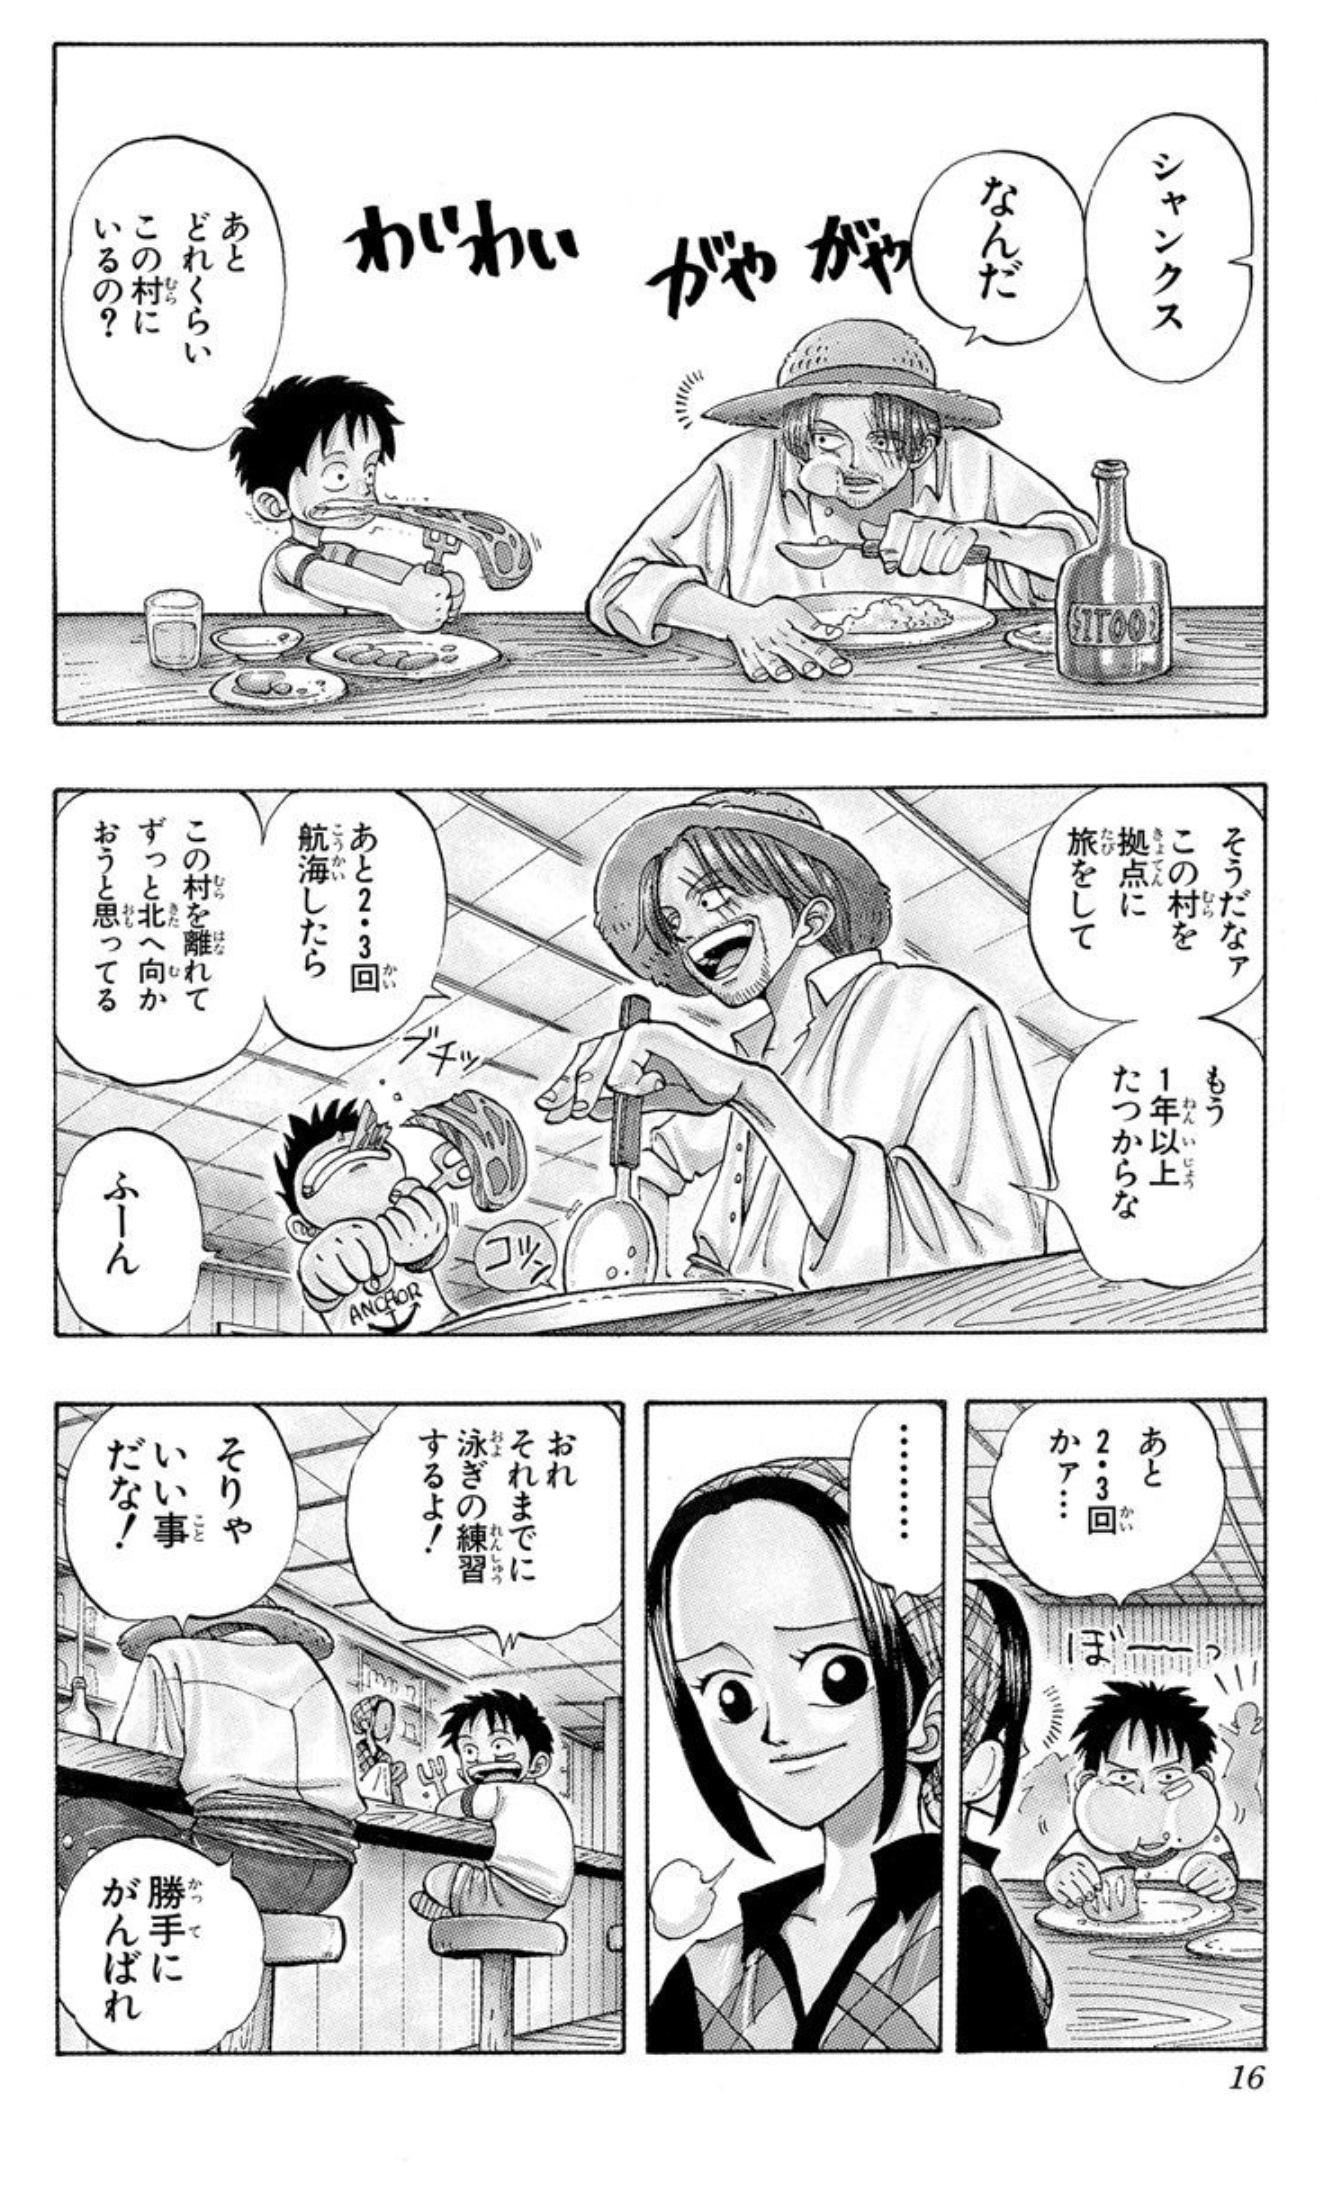 シャンクス
なんだ
がや がや
わいわい
あと
どれくらい
この村に
いるの?
ITOO
そうだなァ
この村を
拠点に
旅をして
もう
1年以上
たつからな
あと2・3回
航海したら
この村を離れて
ずっと北へ向か
おうと思ってる
ブチッ
コツン
ANCHOR
ふーん
あと
2・3回
かァ…
ぼーーっ
………
おれ
それまでに
泳ぎの練習
するよ!
そりゃ
いい事
だな!
勝手に
がんばれ
16